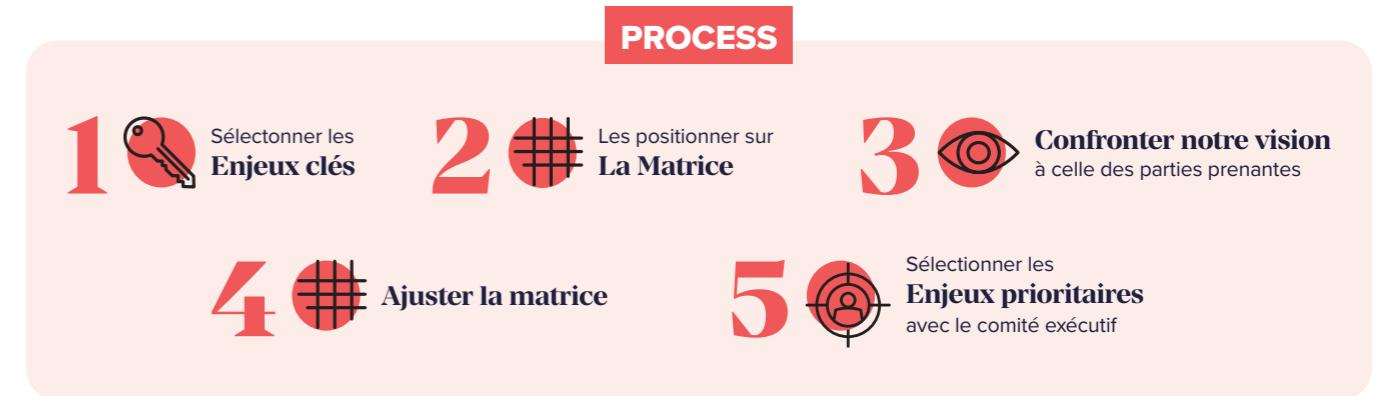 PROCESS
1
Sélectonner les
Enjeux clés
2
Les positionner sur
La Matrice
3
Confronter notre vision
à celle des parties prenantes
4
Ajuster la matrice
5
Sélectionner les
Enjeux prioritaires
avec le comité exécutif